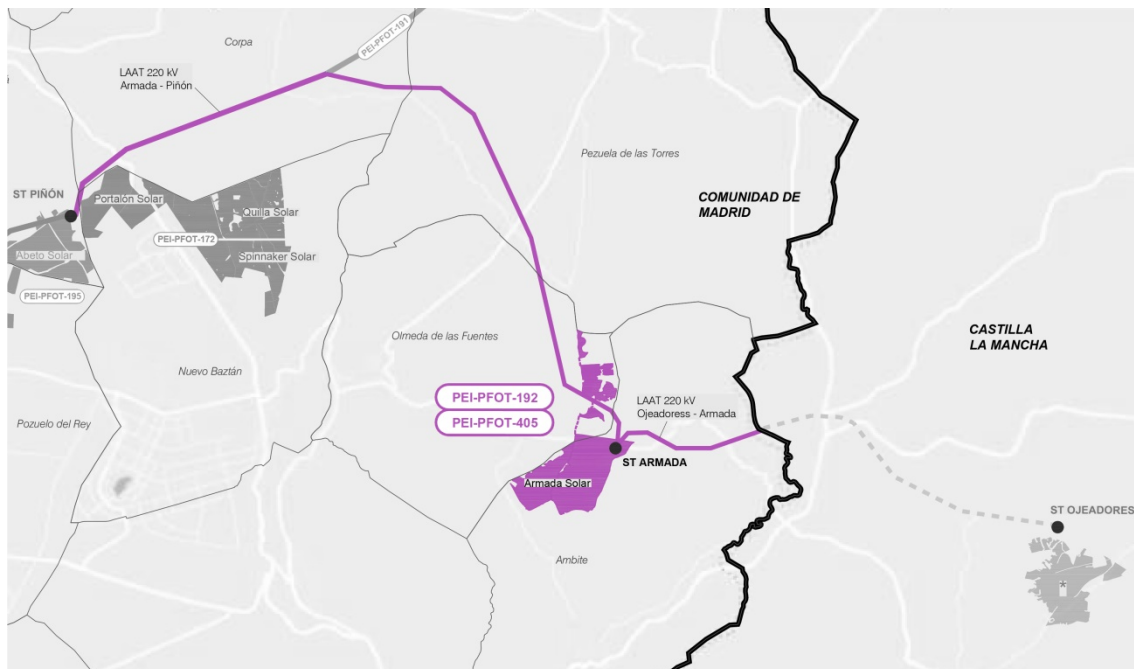 Corpa
PEI-PFOT-191
LAAT 220 kV
Armada - Piñón
Pezuela de las Torres
ST PIÑÓN
Portalón Solar
COMUNIDAD DE
MADRID
Quilla Solar
PEI-PFOT-172
Abeto Solar
Spinnaker Solar
PEI-PFOT-195
Olmeda de las Fuentes
CASTILLA
LA MANCHA
Nuevo Baztán
PEI-PFOT-192
PEI-PFOT-405
LAAT 220 kV
Ojeadoress - Armada
Pozuelo del Rey
ST ARMADA
Armada Solar
ST OJEADORES
Ambite
*